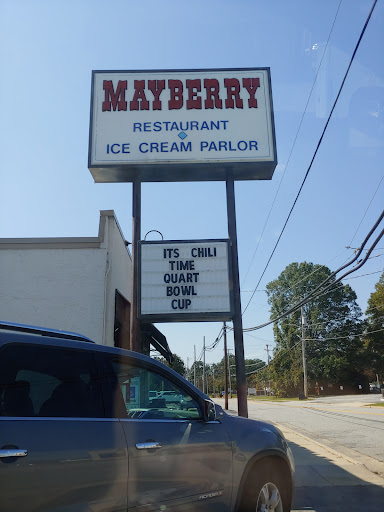 MAYBERRY
RESTAURANT
ICE CREAM PARLOR
ITS CHILI
TIME
QUART
BOWL
CUP